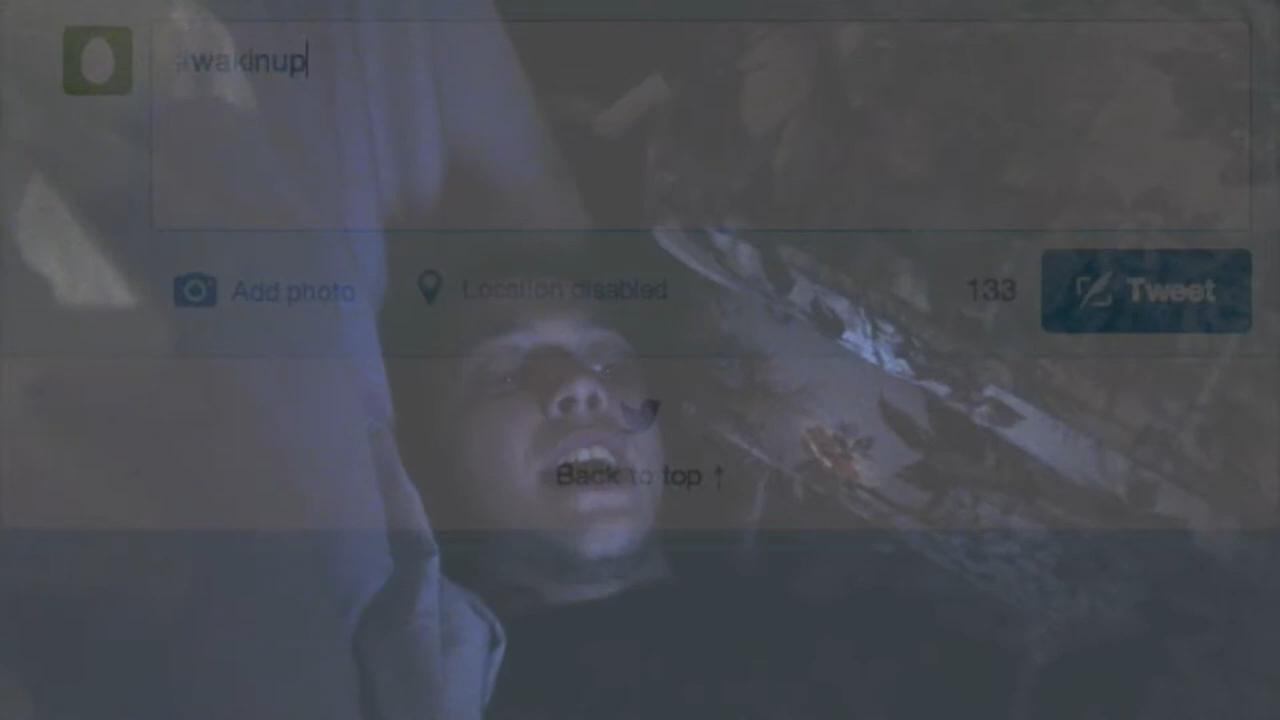 #wakinup
Add photo
Location disabled
133
Tweet
Back to top ↑